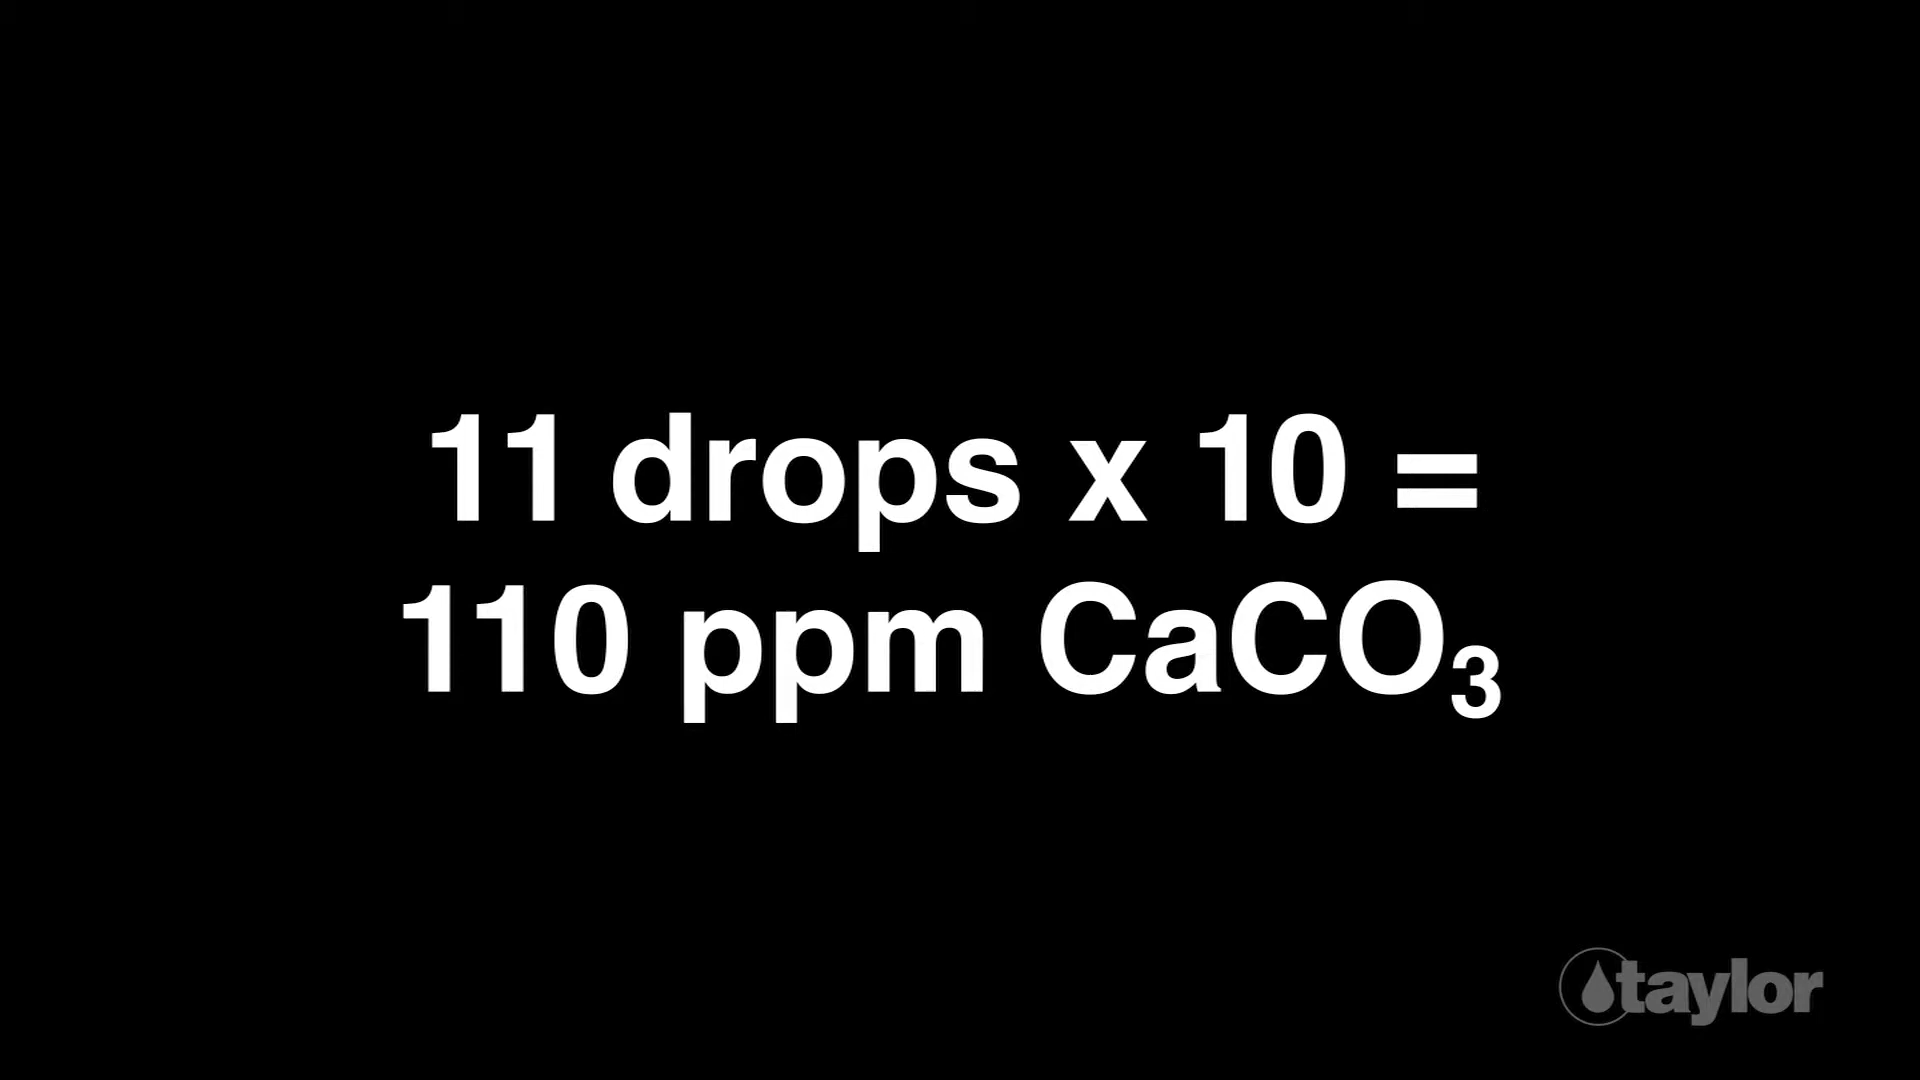 11 drops x 10 =
110 ppm CaCO₃
taylor